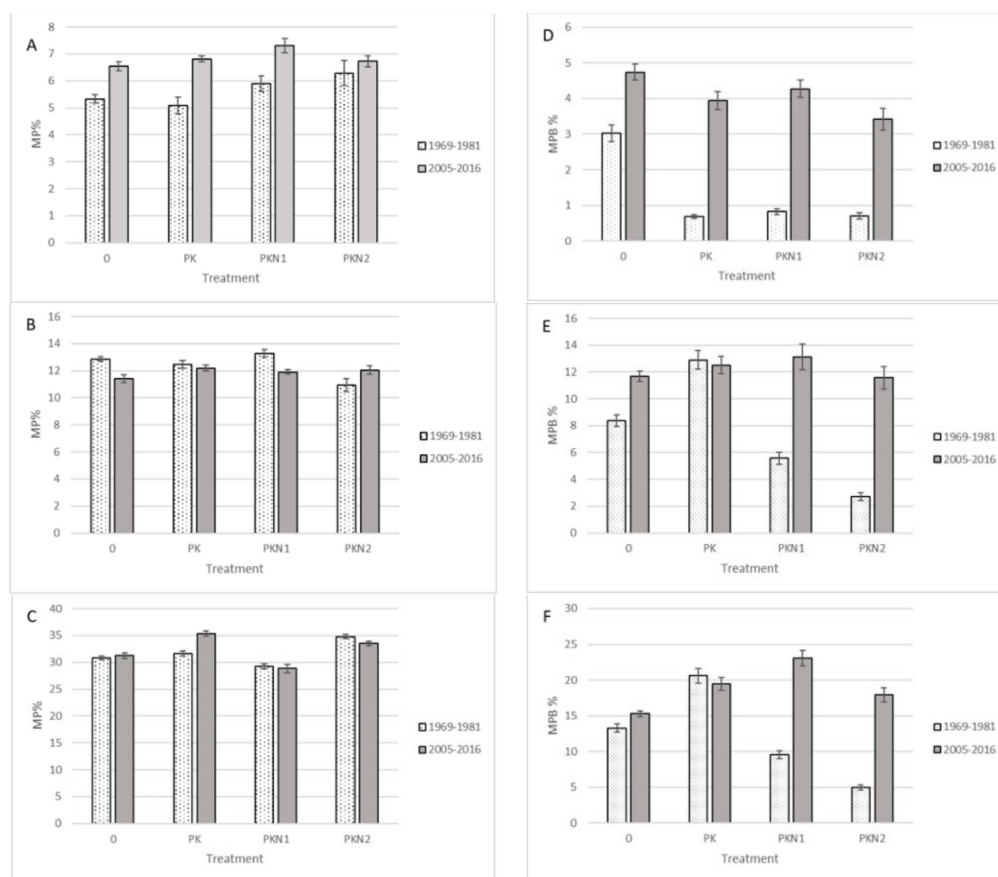 A
8
7
6
5
4
3
2
1
0
MP%
0 PK PKN1 PKN2
Treatment
1969-1981
2005-2016
B
16
14
12
10
8
6
4
2
0
MP%
0 PK PKN1 PKN2
Treatment
1969-1981
2005-2016
C
40
35
30
25
20
15
10
5
0
MP%
0 PK PKN1 PKN2
Treatment
1969-1981
2005-2016
D
6
5
4
3
2
1
0
MPB %
0 PK PKN1 PKN2
Treatment
1969-1981
2005-2016
E
16
14
12
10
8
6
4
2
0
MPB %
0 PK PKN1 PKN2
Treatment
1969-1981
2005-2016
F
30
25
20
15
10
5
0
MPB %
0 PK PKN1 PKN2
Treatment
1969-1981
2005-2016